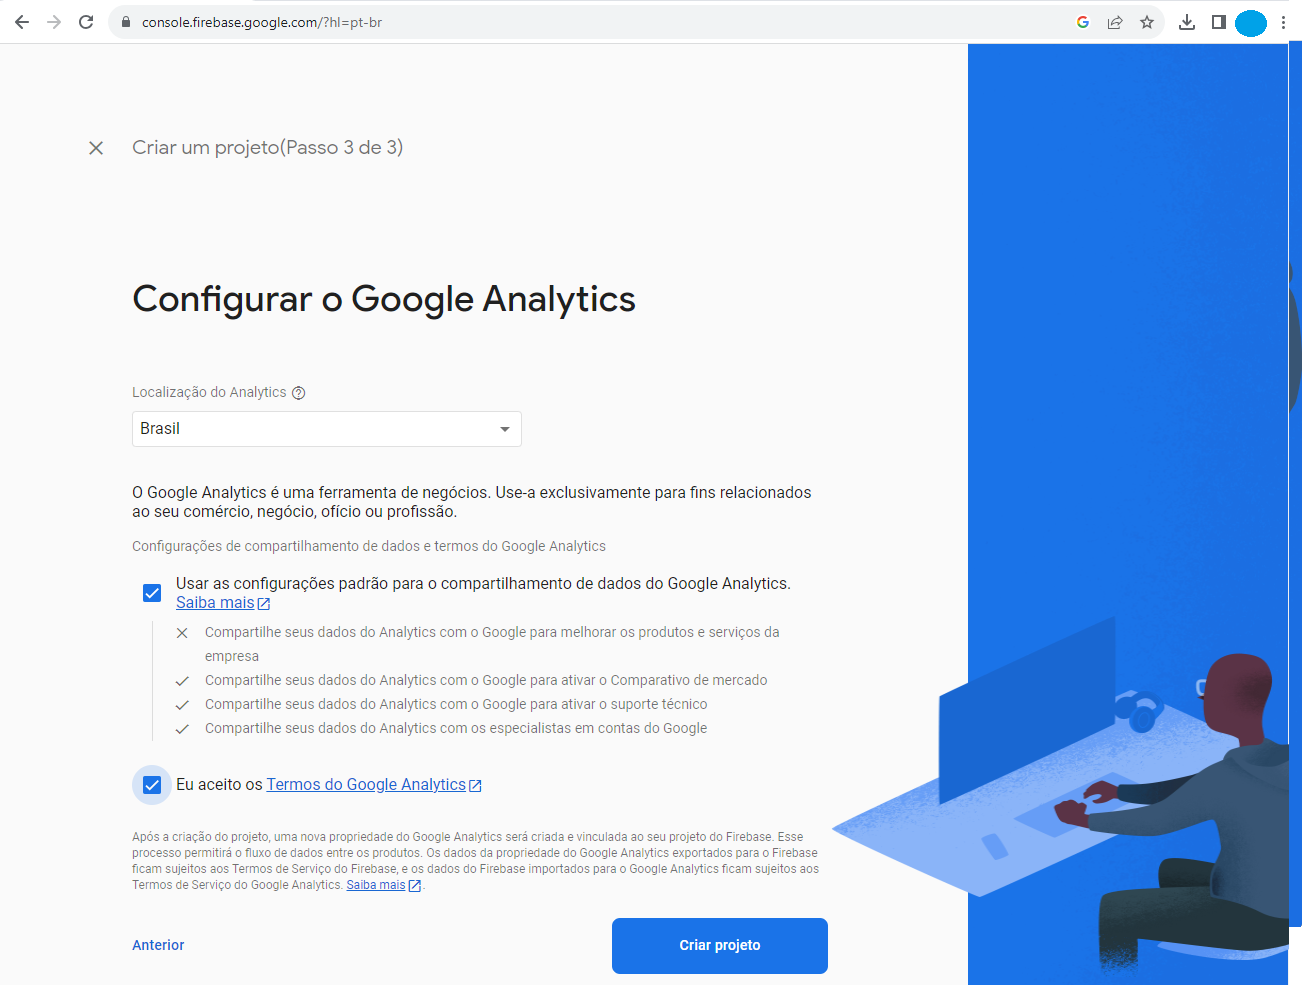 console.firebase.google.com/?hl=pt-br
Criar um projeto(Passo 3 de 3)
Configurar o Google Analytics
Localização do Analytics
Brasil
O Google Analytics é uma ferramenta de negócios. Use-a exclusivamente para fins relacionados
ao seu comércio, negócio, ofício ou profissão.
Configurações de compartilhamento de dados e termos do Google Analytics
Usar as configurações padrão para o compartilhamento de dados do Google Analytics.
Saiba mais
Compartilhe seus dados do Analytics com o Google para melhorar os produtos e serviços da
empresa
Compartilhe seus dados do Analytics com o Google para ativar o Comparativo de mercado
Compartilhe seus dados do Analytics com o Google para ativar o suporte técnico
Compartilhe seus dados do Analytics com os especialistas em contas do Google
Eu aceito os Termos do Google Analytics
Após a criação do projeto, uma nova propriedade do Google Analytics será criada e vinculada ao seu projeto do Firebase. Esse
processo permitirá o fluxo de dados entre os produtos. Os dados da propriedade do Google Analytics exportados para o Firebase
ficam sujeitos aos Termos de Serviço do Firebase, e os dados do Firebase importados para o Google Analytics ficam sujeitos aos
Termos de Serviço do Google Analytics. Saiba mais.
Anterior
Criar projeto